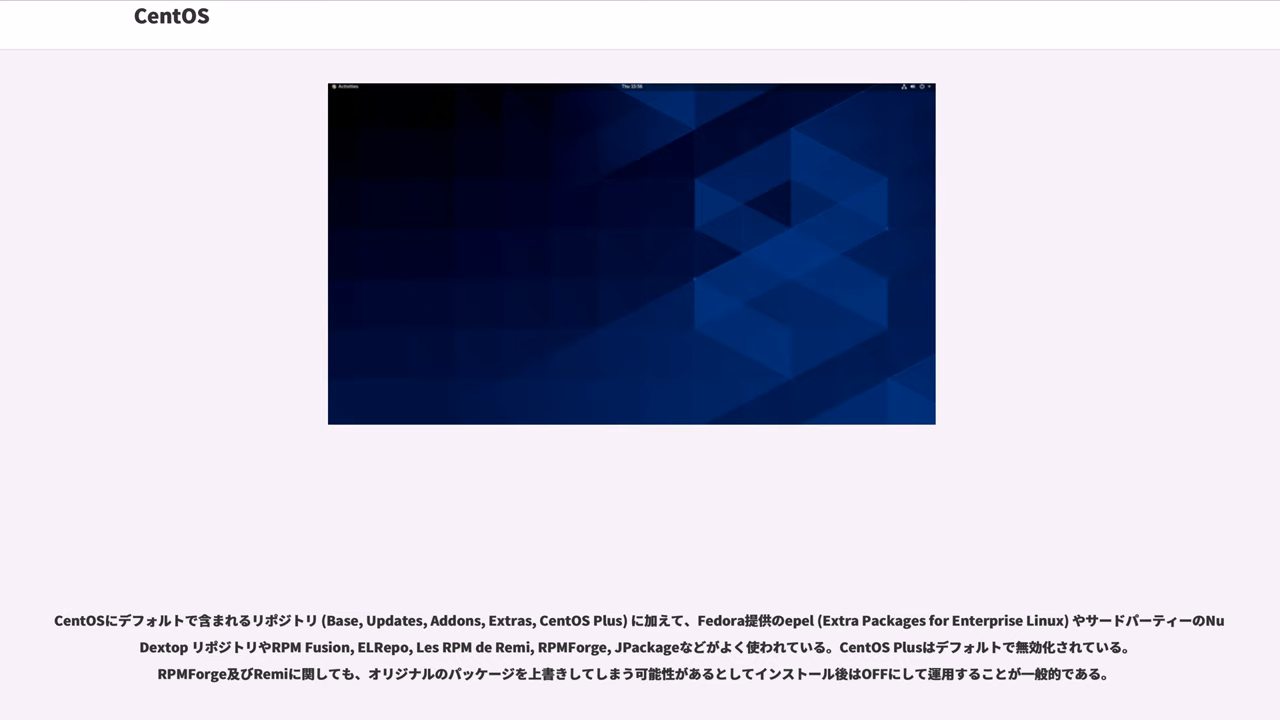 CentOS
Activities
CentOSにデフォルトで含まれるリポジトリ (Base, Updates, Addons, Extras, CentOS Plus) に加えて、Fedora提供のepel (Extra Packages for Enterprise Linux) やサードパーティーのNu
Dextop リポジトリやRPM Fusion, ELRepo, Les RPM de Remi, RPMForge, JPackageなどがよく使われている。CentOS Plusはデフォルトで無効化されている。
RPMForge及びRemiに関しても、オリジナルのパッケージを上書きしてしまう可能性があるとしてインストール後はOFFにして運用することが一般的である。